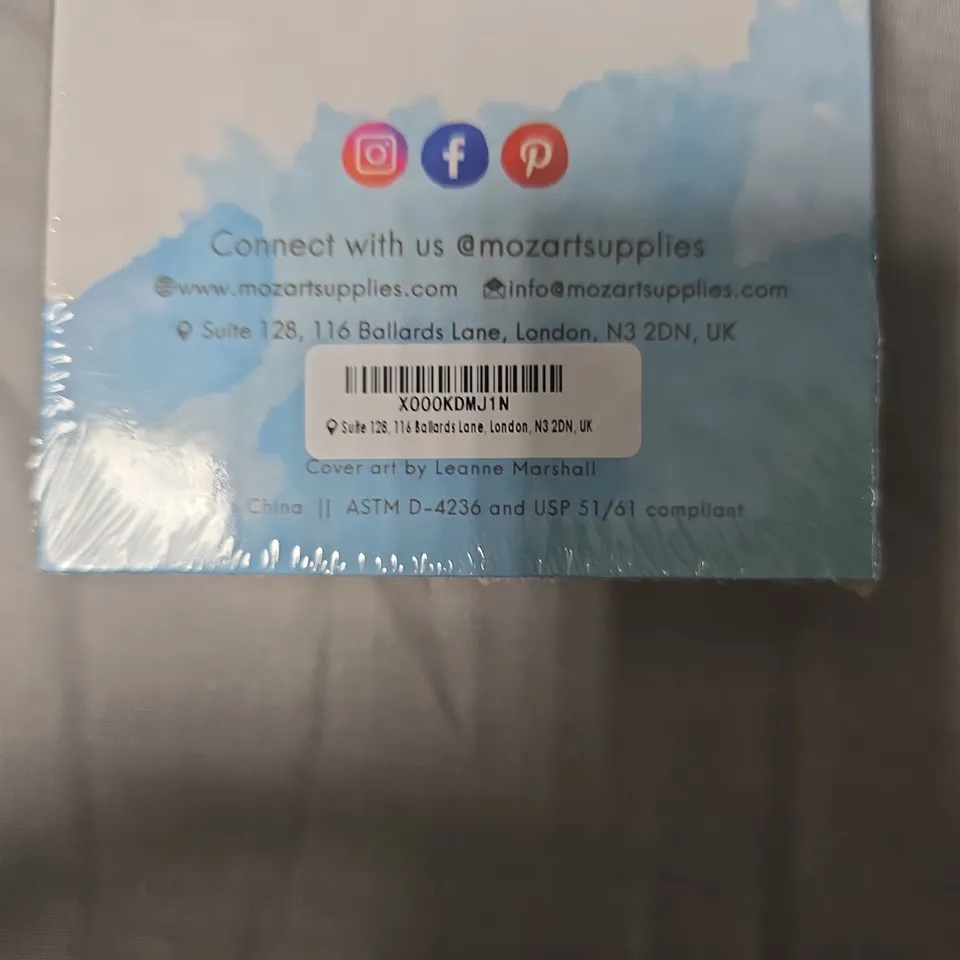 Connect with us @mozartsupplies
www.mozartsupplies.com info@mozartsupplies.com
Suite 128, 116 Ballards Lane, London, N3 2DN, UK
X000KDMJ1N
Suite 128, 116 Ballards Lane, London, N3 2DN, UK
Cover art by Leanne Marshall
China || ASTM D-4236 and USP 51/61 compliant